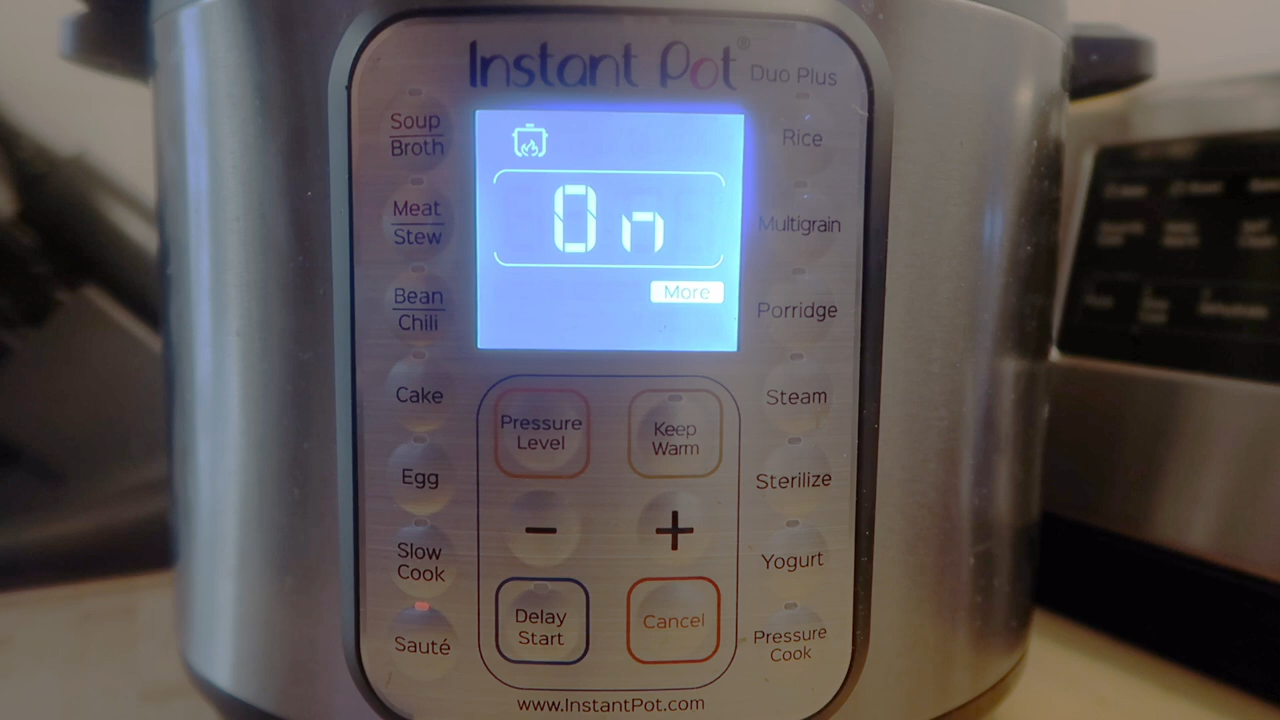 Instant Pot® Duo Plus
Soup
Broth
Meat
Stew
Bean
Chili
Cake
Egg
Slow
Cook
Sauté
On
More
Pressure
Level
Keep
Warm
−
+
Delay
Start
Cancel
Rice
Multigrain
Porridge
Steam
Sterilize
Yogurt
Pressure
Cook
www.InstantPot.com